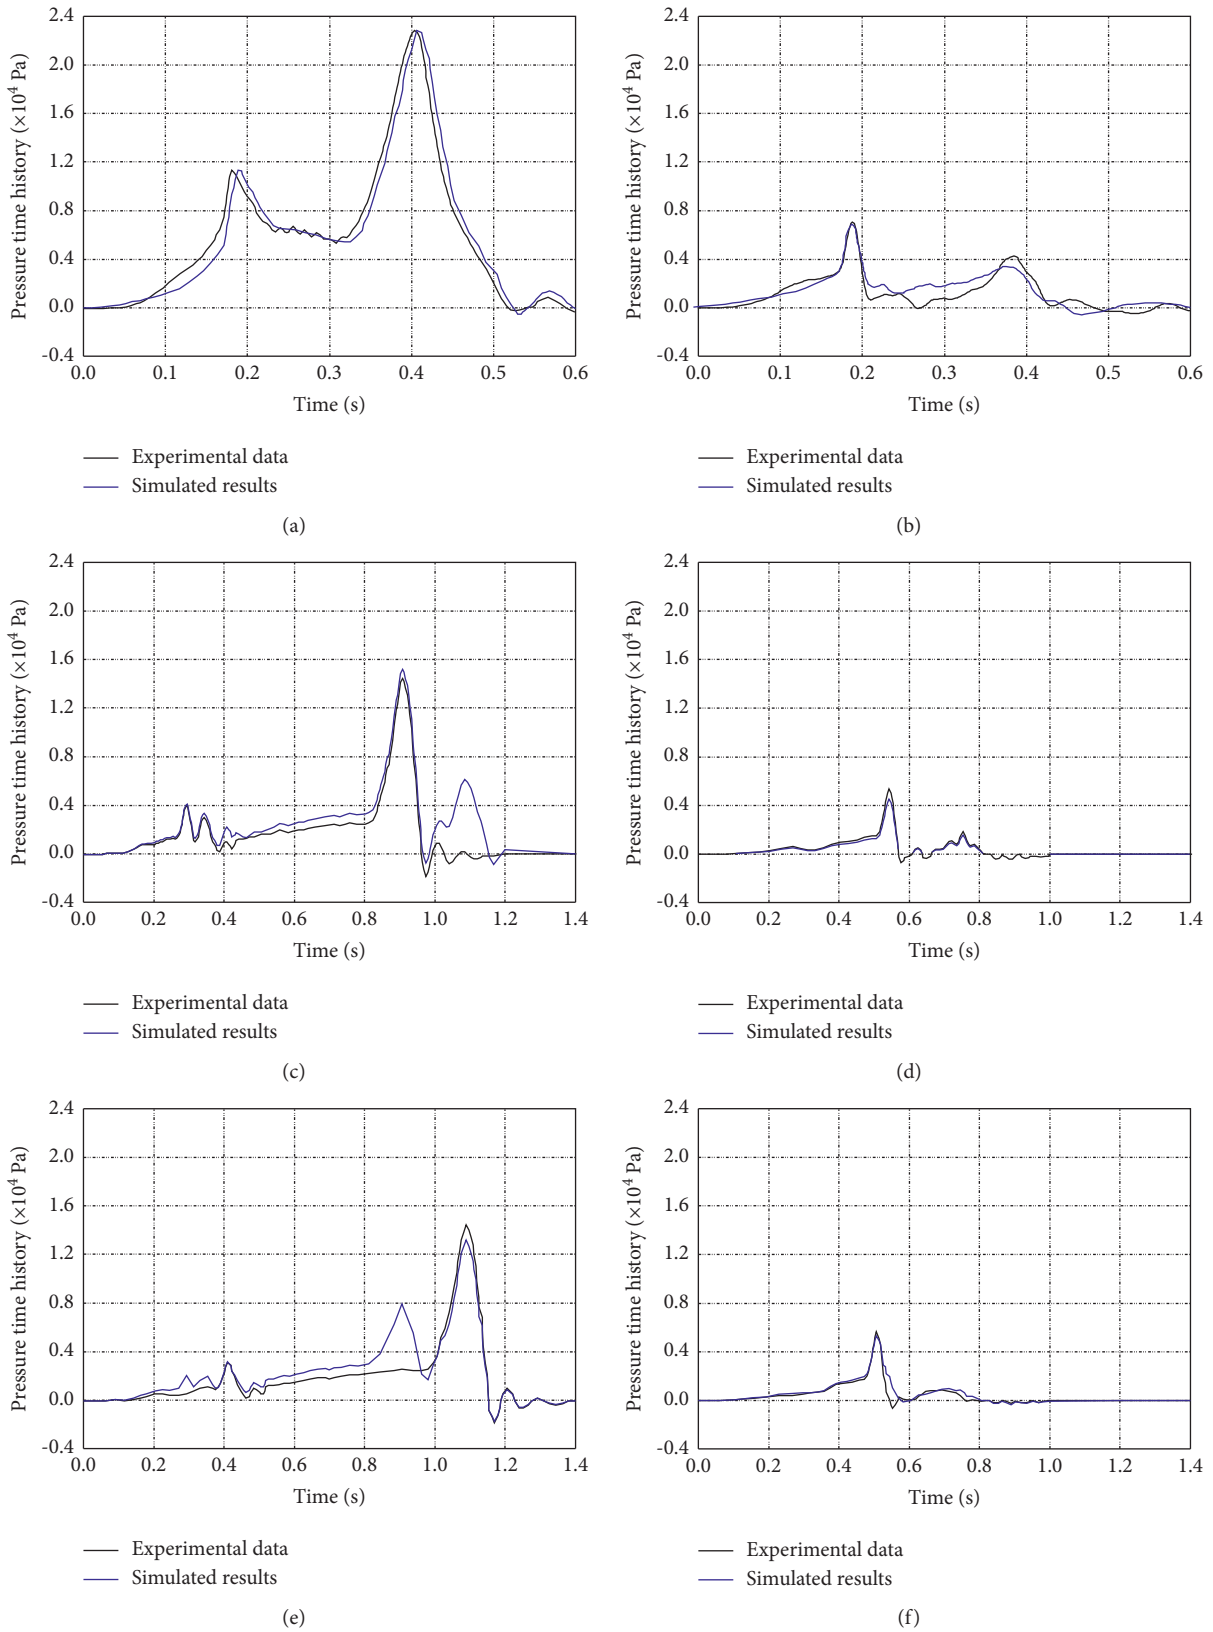 2.4
2.0
1.6
1.2
0.8
0.4
0.0
-0.4
Pressure time history (×10⁴ Pa)
0.0 0.1 0.2 0.3 0.4 0.5 0.6
Time (s)
Experimental data
Simulated results
(a)
2.4
2.0
1.6
1.2
0.8
0.4
0.0
-0.4
Pressure time history (×10⁴ Pa)
0.0 0.1 0.2 0.3 0.4 0.5 0.6
Time (s)
Experimental data
Simulated results
(b)
2.4
2.0
1.6
1.2
0.8
0.4
0.0
-0.4
Pressure time history (×10⁴ Pa)
0.0 0.2 0.4 0.6 0.8 1.0 1.2 1.4
Time (s)
Experimental data
Simulated results
(c)
2.4
2.0
1.6
1.2
0.8
0.4
0.0
-0.4
Pressure time history (×10⁴ Pa)
0.0 0.2 0.4 0.6 0.8 1.0 1.2 1.4
Time (s)
Experimental data
Simulated results
(d)
2.4
2.0
1.6
1.2
0.8
0.4
0.0
-0.4
Pressure time history (×10⁴ Pa)
0.0 0.2 0.4 0.6 0.8 1.0 1.2 1.4
Time (s)
Experimental data
Simulated results
(e)
2.4
2.0
1.6
1.2
0.8
0.4
0.0
-0.4
Pressure time history (×10⁴ Pa)
0.0 0.2 0.4 0.6 0.8 1.0 1.2 1.4
Time (s)
Experimental data
Simulated results
(f)